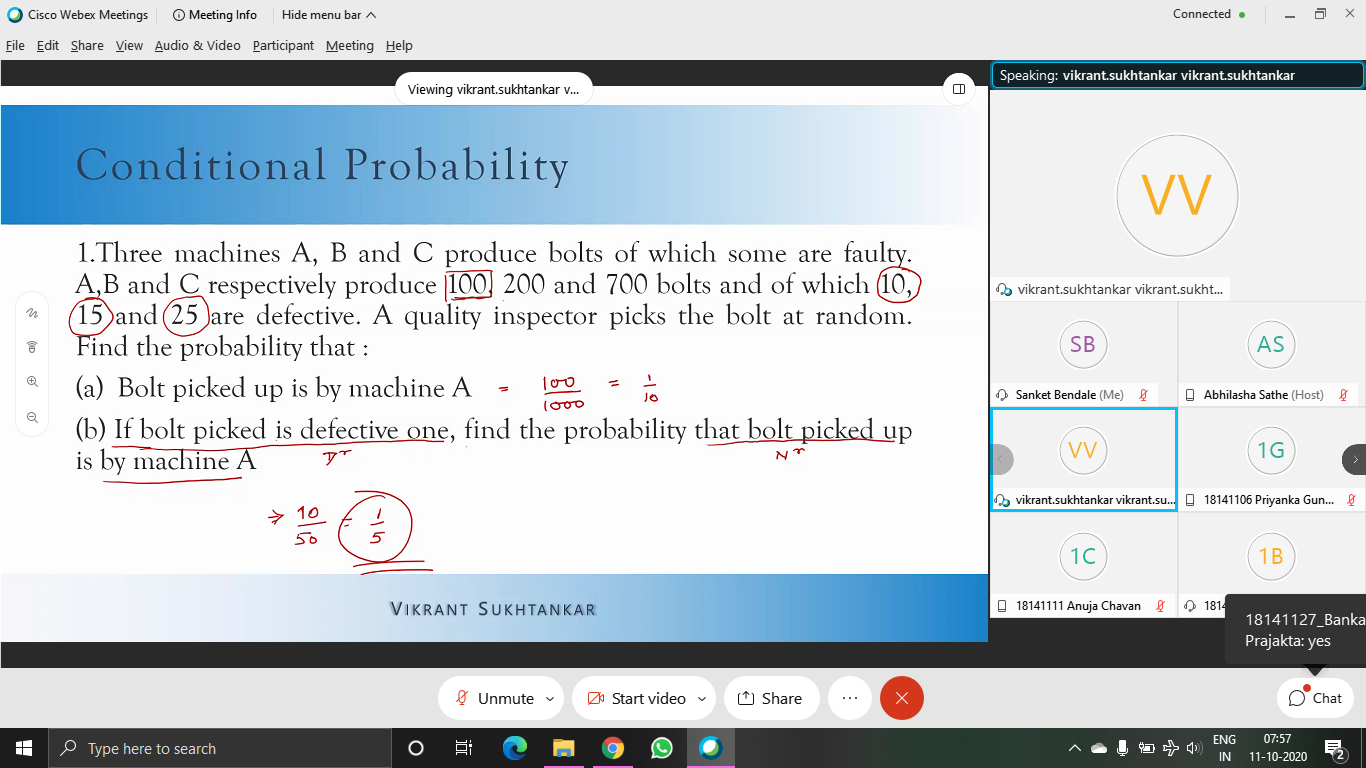 Cisco Webex Meetings
Meeting Info
Hide menu bar
Connected
File Edit Share View Audio & Video Participant Meeting Help
Viewing vikrant.sukhtankar v...
Conditional Probability
1.Three machines A, B and C produce bolts of which some are faulty.
A,B and C respectively produce 100, 200 and 700 bolts and of which 10,
15 and 25 are defective. A quality inspector picks the bolt at random.
Find the probability that :
(a) Bolt picked up is by machine A = 100/1000 = 1/10
(b) If bolt picked is defective one, find the probability that bolt picked up
is by machine A
Dr
Nr
⇒ 10/50 = 1/5
VIKRANT SUKHTANKAR
Speaking: vikrant.sukhtankar vikrant.sukhtankar
VV
vikrant.sukhtankar vikrant.sukht...
SB
Sanket Bendale (Me)
AS
Abhilasha Sathe (Host)
VV
vikrant.sukhtankar vikrant.su...
1G
18141106 Priyanka Gun...
1C
18141111 Anuja Chavan
1B
1814
18141127_Banka
Prajakta: yes
Unmute
Start video
Share
Chat
Type here to search
ENG
IN
07:57
11-10-2020
2